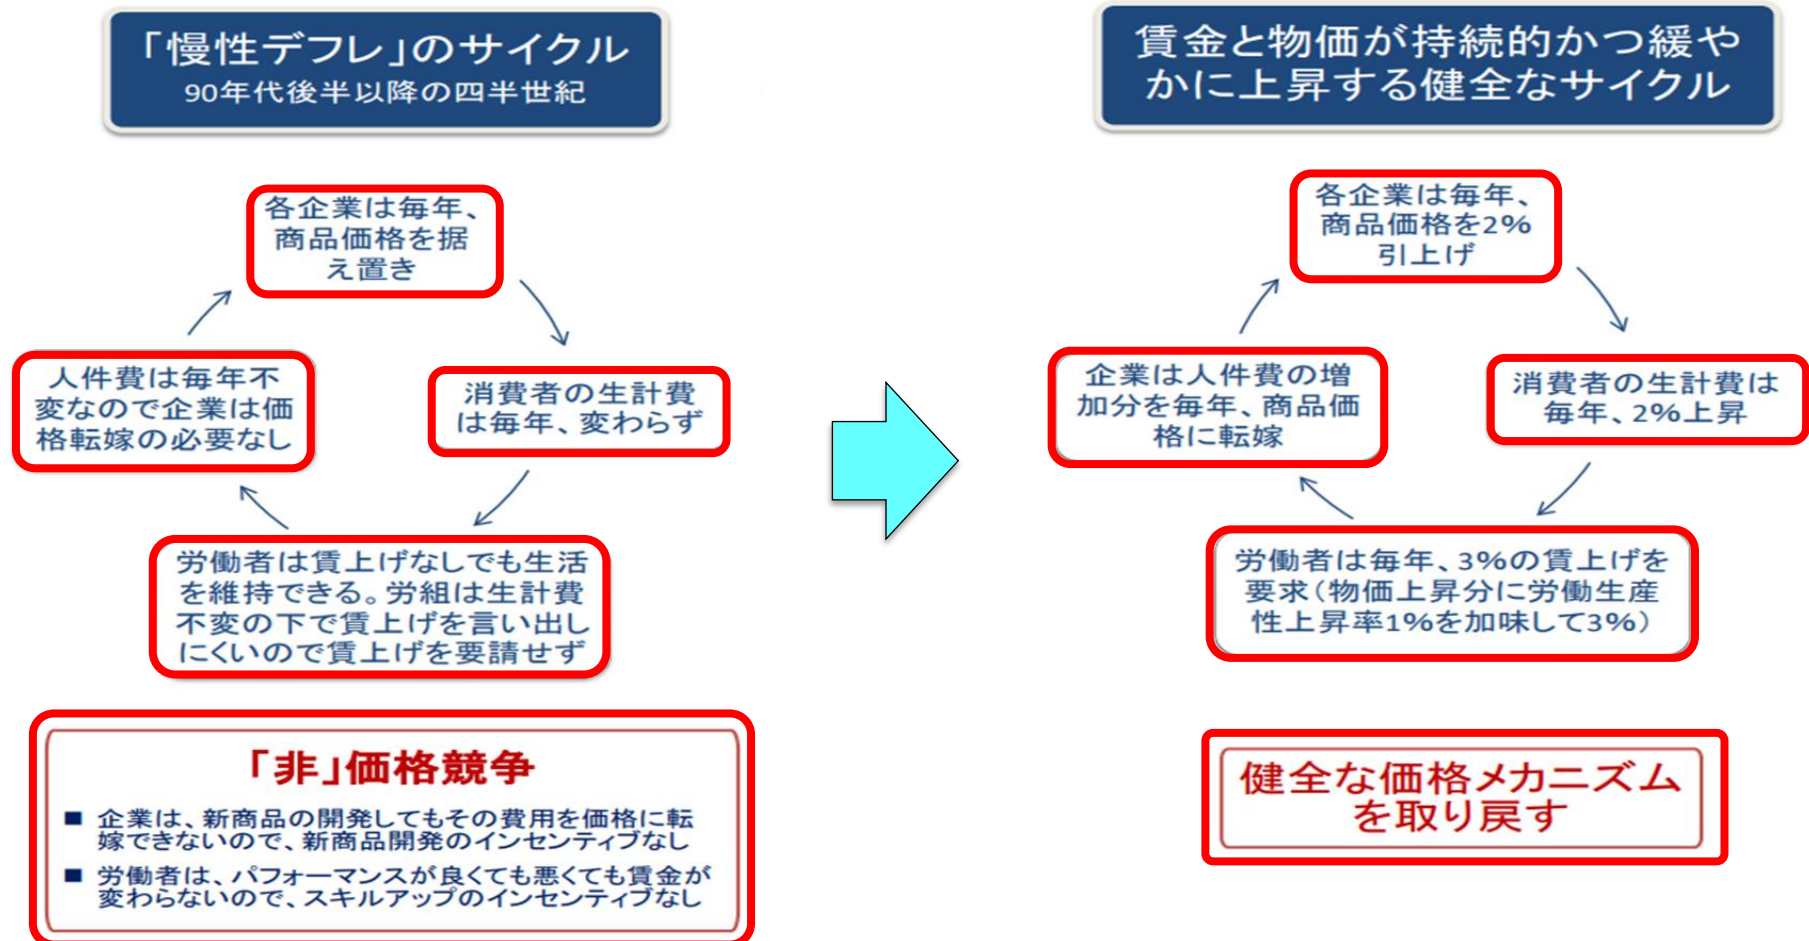 「慢性デフレ」のサイクル
90年代後半以降の四半世紀
各企業は毎年、
商品価格を据
え置き
消費者の生計費
は毎年、変わらず
労働者は賃上げなしでも生活
を維持できる。労組は生計費
不変の下で賃上げを言い出し
にくいので賃上げを要請せず
人件費は毎年不
変なので企業は価
格転嫁の必要なし
「非」価格競争
■ 企業は、新商品の開発してもその費用を価格に転
嫁できないので、新商品開発のインセンティブなし
■ 労働者は、パフォーマンスが良くても悪くても賃金が
変わらないので、スキルアップのインセンティブなし
賃金と物価が持続的かつ緩や
かに上昇する健全なサイクル
各企業は毎年、
商品価格を2%
引上げ
消費者の生計費は
毎年、2%上昇
労働者は毎年、3%の賃上げを
要求(物価上昇分に労働生産
性上昇率1%を加味して3%)
企業は人件費の増
加分を毎年、商品価
格に転嫁
健全な価格メカニズム
を取り戻す